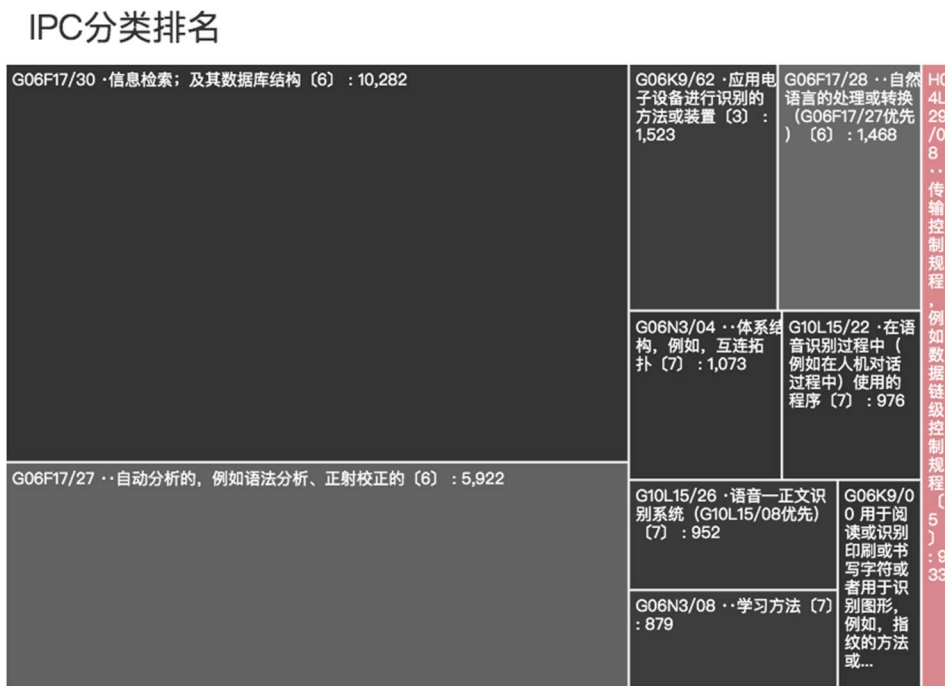 IPC分类排名
G06F17/30 ·信息检索；及其数据库结构〔6〕 : 10,282
G06F17/27 ··自动分析的，例如语法分析、正射校正的〔6〕 : 5,922
G06K9/62 ·应用电
子设备进行识别的
方法或装置〔3〕 :
1,523
G06F17/28 ··自然
语言的处理或转换
（G06F17/27优先
）〔6〕 : 1,468
G06N3/04 ··体系结
构，例如，互连拓
扑〔7〕 : 1,073
G10L15/22 ·在语
音识别过程中（
例如在人机对话
过程中）使用的
程序〔7〕 : 976
G10L15/26 ·语音—正文识
别系统（G10L15/08优先）
〔7〕 : 952
G06N3/08 ··学习方法〔7〕
: 879
G06K9/0
0 用于阅
读或识别
印刷或书
写字符或
者用于识
别图形，
例如，指
纹的方法
或...
H0
4L
29
/0
8
··
传
输
控
制
规
程
，
例
如
数
据
链
级
控
制
规
程
〔
5
〕
: 9
33